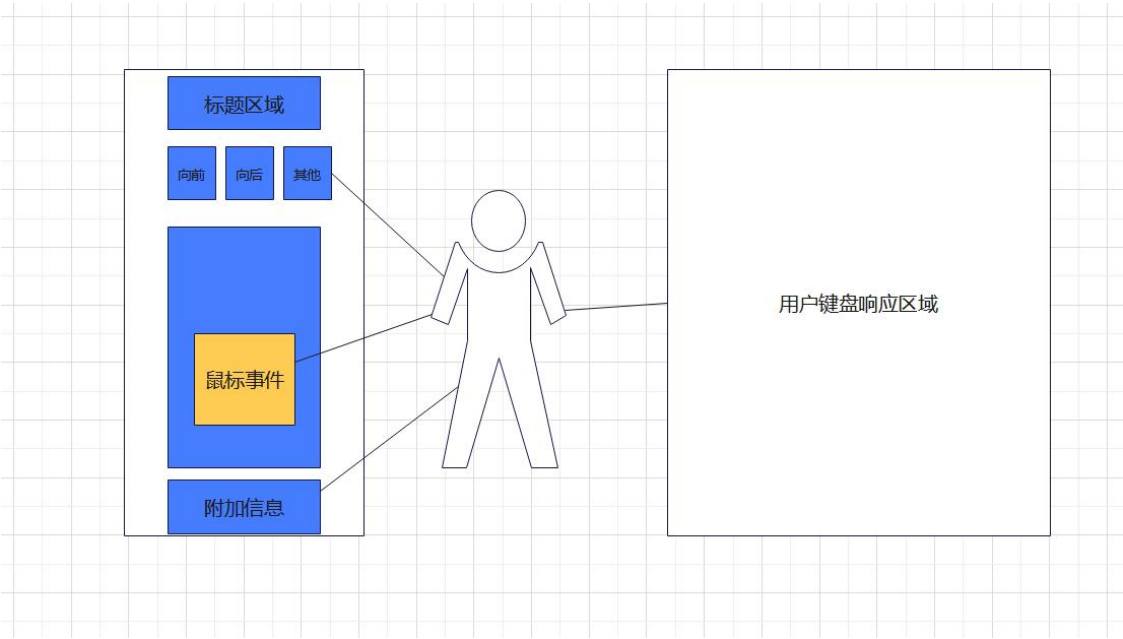 标题区域
向前
向后
其他
鼠标事件
附加信息
用户键盘响应区域